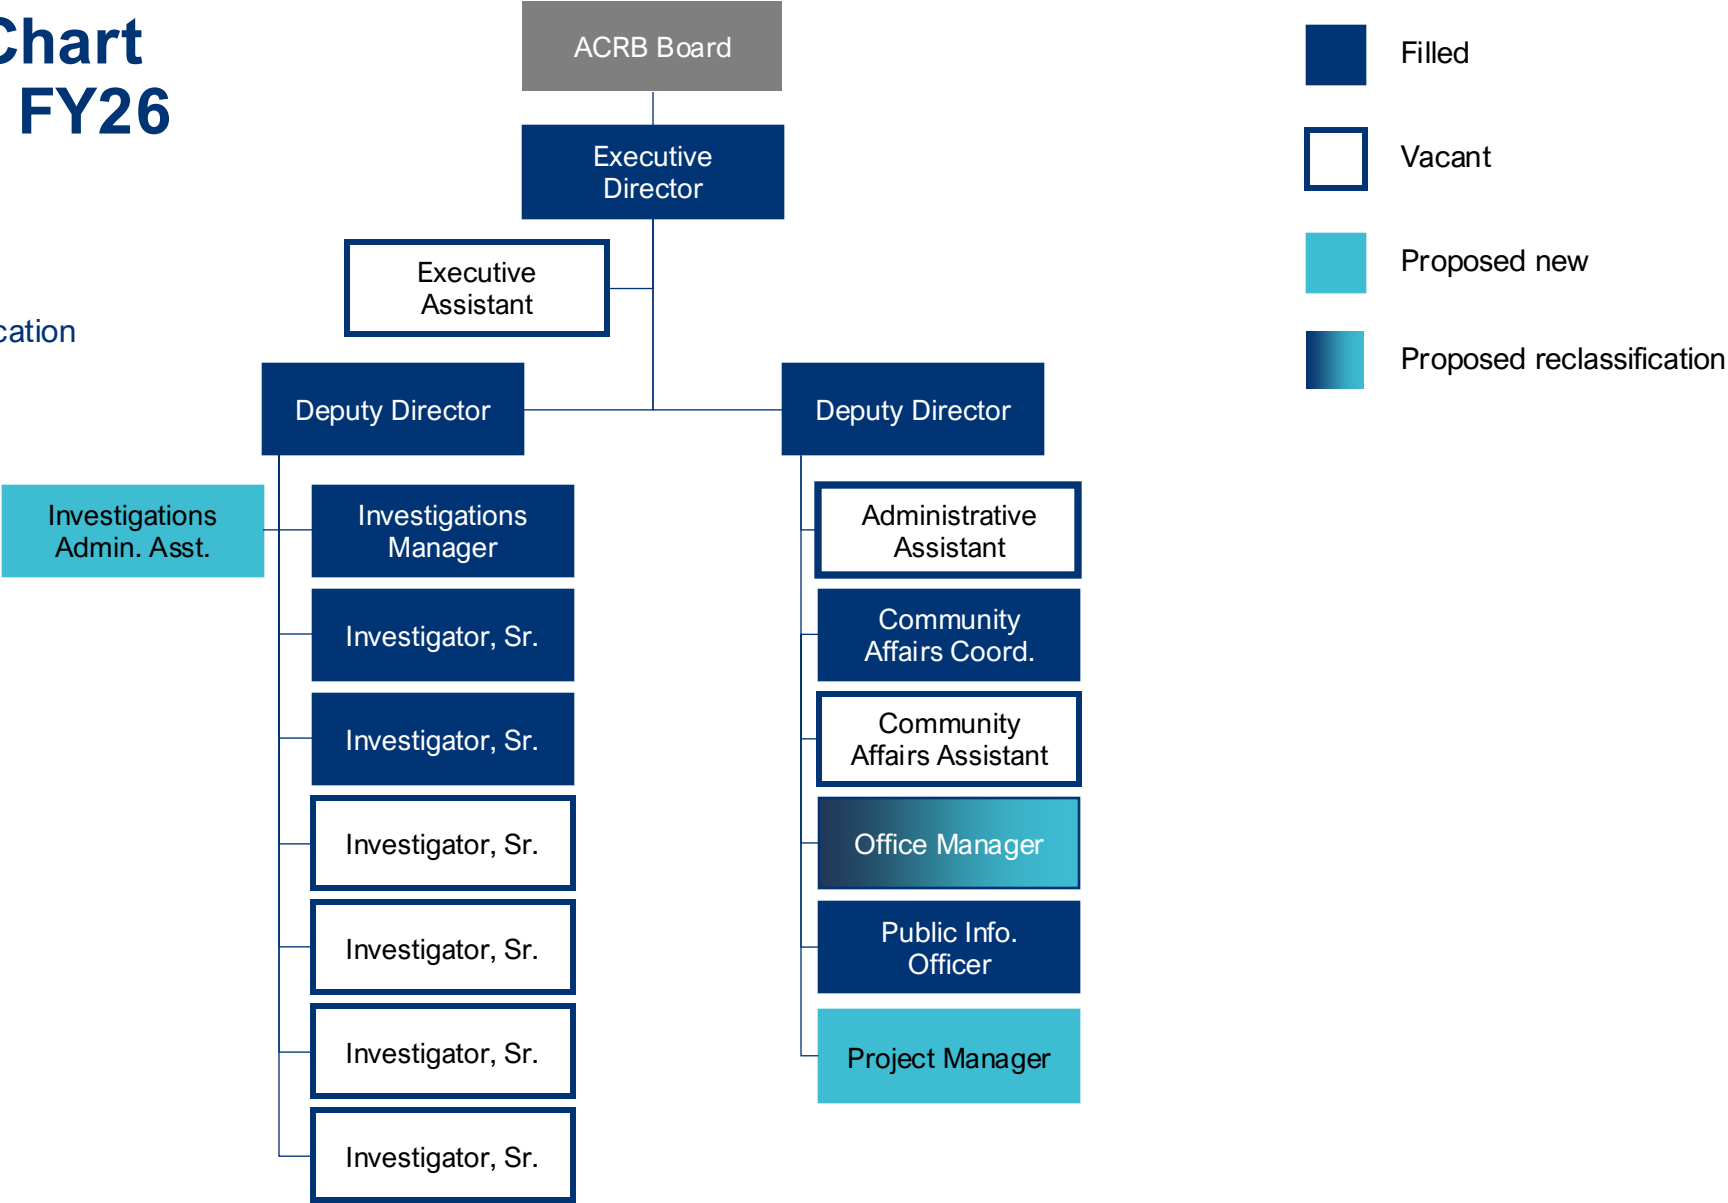 Chart
FY26
cation
ACRB Board
Executive
Director
Executive
Assistant
Deputy Director
Deputy Director
Investigations
Admin. Asst.
Investigations
Manager
Investigator, Sr.
Investigator, Sr.
Investigator, Sr.
Investigator, Sr.
Investigator, Sr.
Investigator, Sr.
Administrative
Assistant
Community
Affairs Coord.
Community
Affairs Assistant
Office Manager
Public Info.
Officer
Project Manager
Filled
Vacant
Proposed new
Proposed reclassification